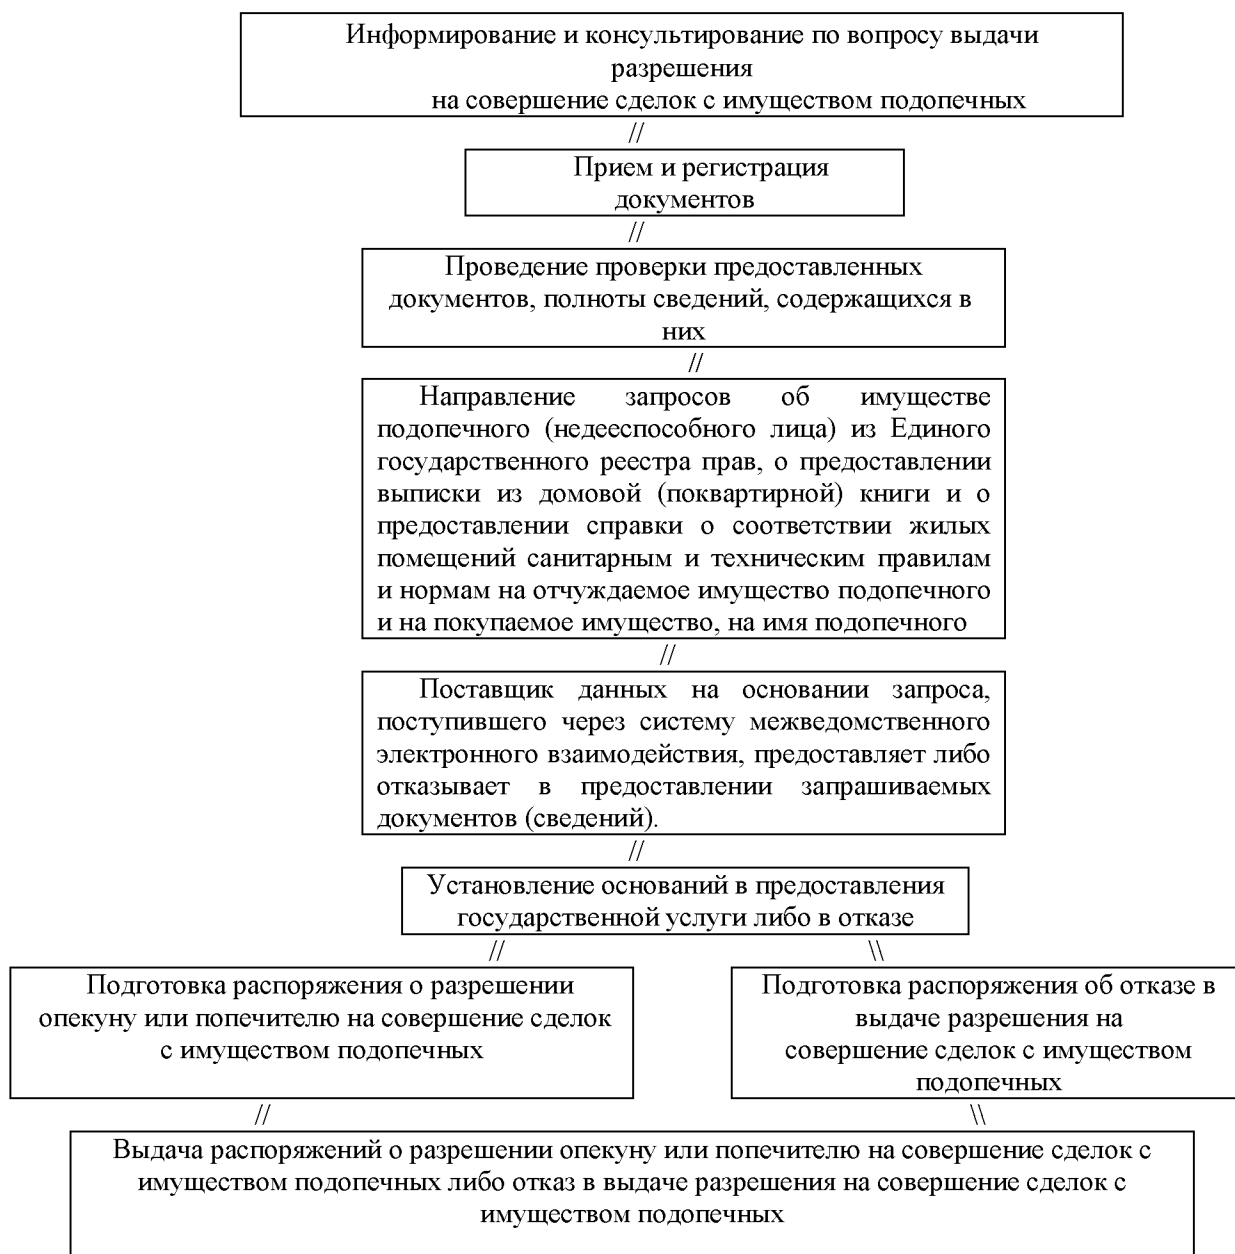 Информирование и консультирование по вопросу выдачи
разрешения
на совершение сделок с имуществом подопечных
//
Прием и регистрация
документов
//
Проведение проверки предоставленных
документов, полноты сведений, содержащихся в
них
//
Направление запросов об имуществе
подопечного (недееспособного лица) из Единого
государственного реестра прав, о предоставлении
выписки из домовой (поквартирной) книги и о
предоставлении справки о соответствии жилых
помещений санитарным и техническим правилам
и нормам на отчуждаемое имущество подопечного
и на покупаемое имущество, на имя подопечного
//
Поставщик данных на основании запроса,
поступившего через систему межведомственного
электронного взаимодействия, предоставляет либо
отказывает в предоставлении запрашиваемых
документов (сведений).
//
Установление оснований в предоставления
государственной услуги либо в отказе
// \\
Подготовка распоряжения о разрешении
опекуну или попечителю на совершение сделок
с имуществом подопечных
Подготовка распоряжения об отказе в
выдаче разрешения на
совершение сделок с имуществом
подопечных
// \\
Выдача распоряжений о разрешении опекуну или попечителю на совершение сделок с
имуществом подопечных либо отказ в выдаче разрешения на совершение сделок с
имуществом подопечных